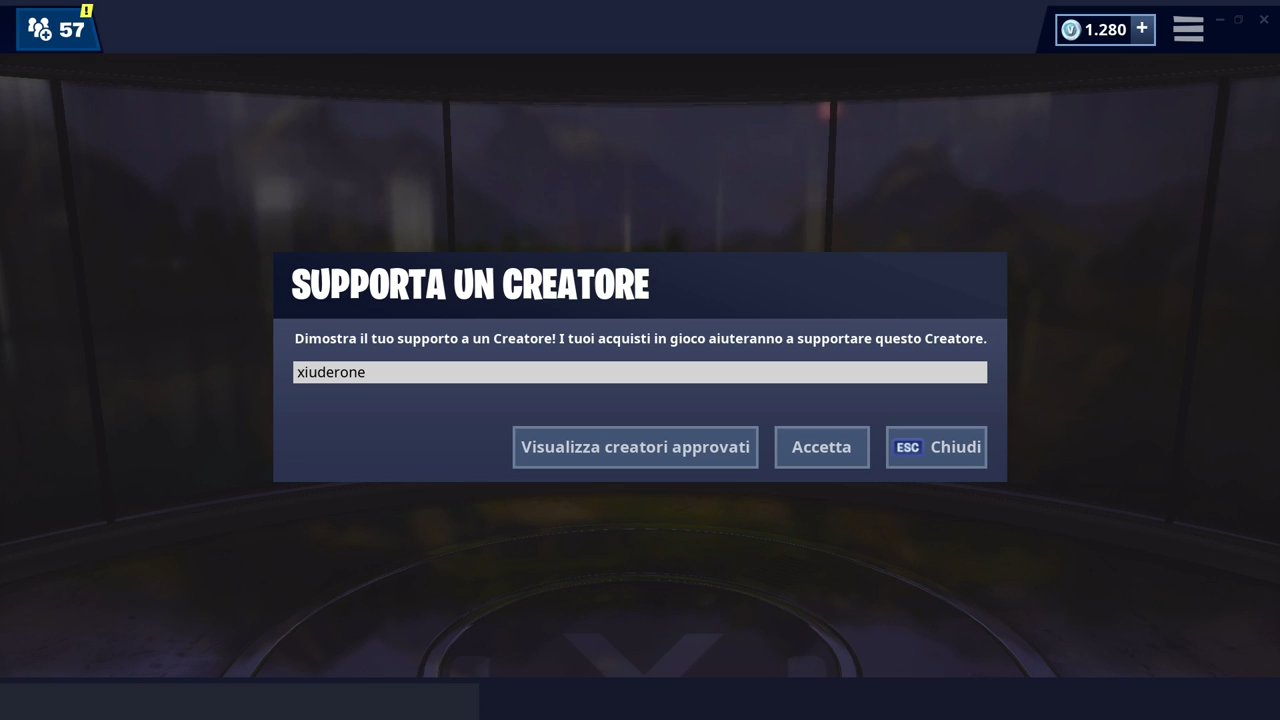 57
!
1.280 +
SUPPORTA UN CREATORE
Dimostra il tuo supporto a un Creatore! I tuoi acquisti in gioco aiuteranno a supportare questo Creatore.
xiuderone
Visualizza creatori approvati
Accetta
ESC Chiudi